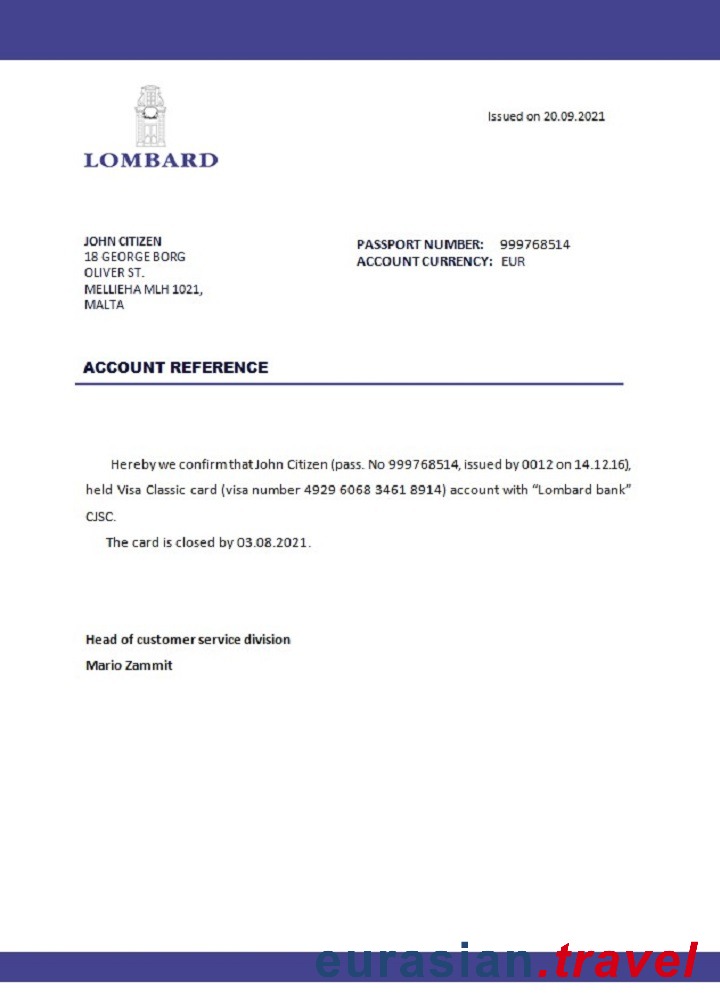 Issued on 20.09.2021
LOMBARD
JOHN CITIZEN
18 GEORGE BORG
OLIVER ST.
MELLIEHA MLH 1021,
MALTA
PASSPORT NUMBER: 999768514
ACCOUNT CURRENCY: EUR
ACCOUNT REFERENCE
Hereby we confirm that John Citizen (pass. No 999768514, issued by 0012 on 14.12.16),
held Visa Classic card (visa number 4929 6068 3461 8914) account with “Lombard bank”
CJSC.
The card is closed by 03.08.2021.
Head of customer service division
Mario Zammit
eurasian.travel